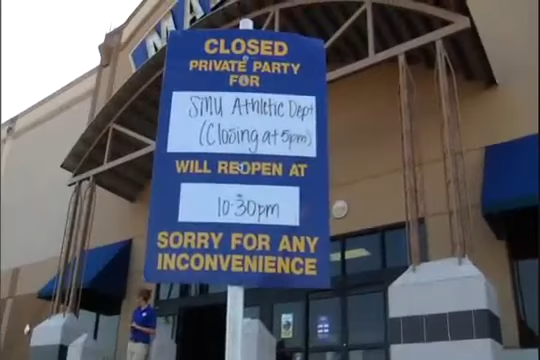 MA
CLOSED
PRIVATE PARTY
FOR
SMU Athletic Dept
(Closing at 5pm)
WILL REOPEN AT
10:30pm
SORRY FOR ANY
INCONVENIENCE